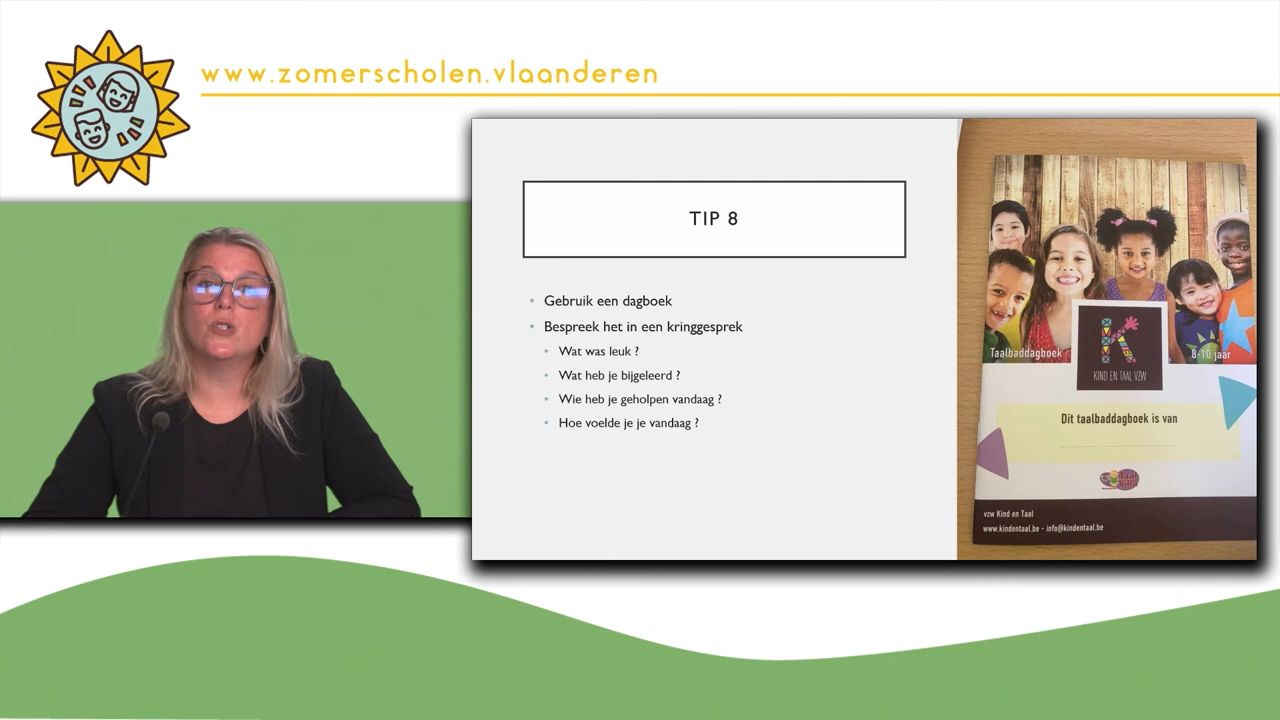 www.zomerscholen.vlaanderen
TIP 8
Gebruik een dagboek
Bespreek het in een kringgesprek
Wat was leuk ?
Wat heb je bijgeleerd ?
Wie heb je geholpen vandaag ?
Hoe voelde je je vandaag ?
Taalbaddagboek
8-10 jaar
K
KIND EN TAAL VZW
Dit taalbaddagboek is van
vzw Kind en Taal
www.kindentaal.be - info@kindentaal.be